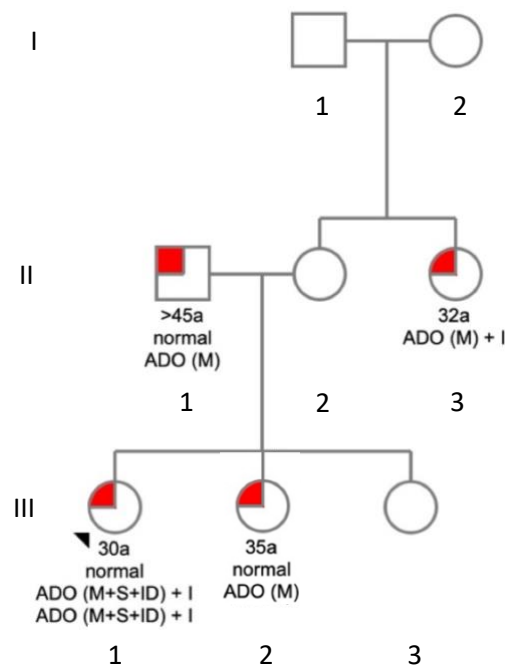 I
1 2
II
>45a
normal
ADO (M)
32a
ADO (M) + I
1 2 3
III
30a
normal
ADO (M+S+ID) + I
ADO (M+S+ID) + I
35a
normal
ADO (M)
1 2 3